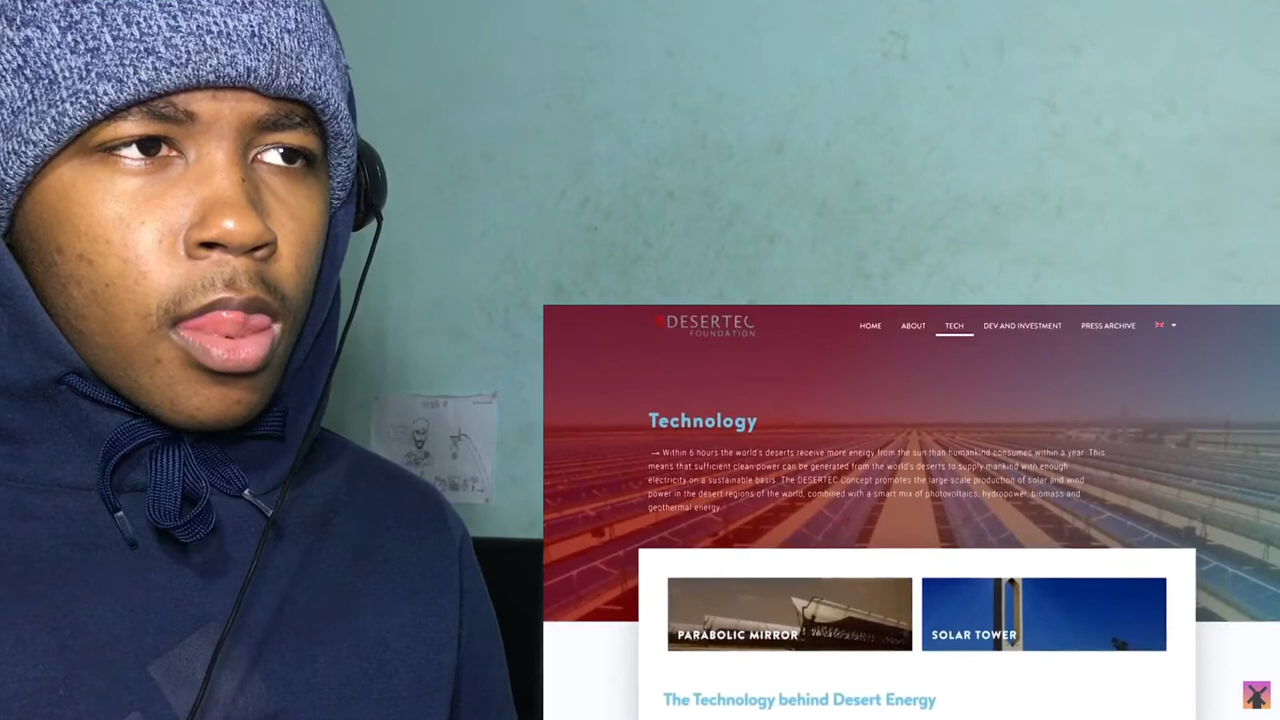 DESERTEC
FOUNDATION
HOME ABOUT TECH DEV AND INVESTMENT PRESS ARCHIVE
Technology
→ Within 6 hours the world's deserts receive more energy from the sun than humankind consumes within a year. This
means that sufficient clean power can be generated from the world's deserts to supply mankind with enough
electricity on a sustainable basis. The DESERTEC Concept promotes the large-scale production of solar and wind
power in the desert regions of the world, combined with a smart mix of photovoltaics, hydropower, biomass and
geothermal energy.
PARABOLIC MIRROR SOLAR TOWER
The Technology behind Desert Energy